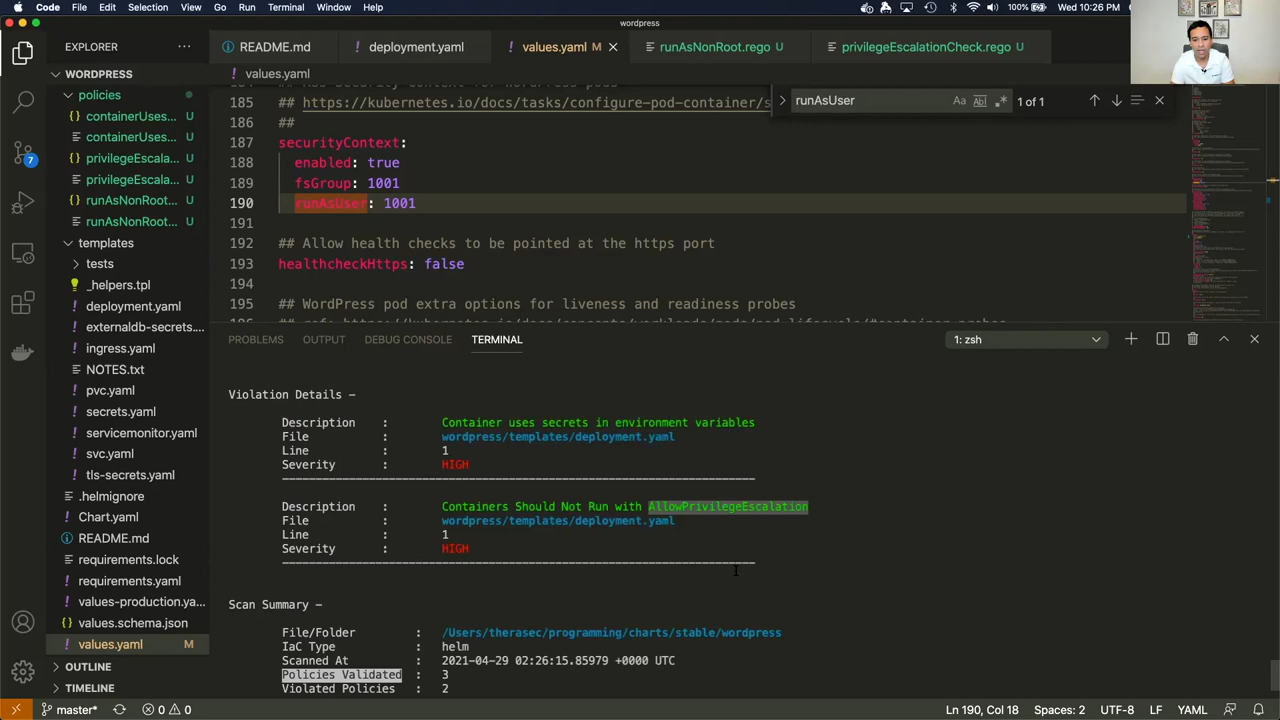 Code File Edit Selection View Go Run Terminal Window Help
100% Wed 10:26 PM
wordpress
EXPLORER
README.md
deployment.yaml
values.yaml M
runAsNonRoot.rego U
privilegeEscalationCheck.rego U
WORDPRESS
values.yaml
policies
containerUses... U
containerUses... U
privilegeEscala... U
privilegeEscala... U
runAsNonRoot... U
runAsNonRoot... U
templates
tests
_helpers.tpl
deployment.yaml
externaldb-secrets....
ingress.yaml
NOTES.txt
pvc.yaml
secrets.yaml
servicemonitor.yaml
svc.yaml
tls-secrets.yaml
.helmignore
Chart.yaml
README.md
requirements.lock
requirements.yaml
values-production.ya...
values.schema.json
values.yaml M
OUTLINE
TIMELINE
7
185 ## https://kubernetes.io/docs/tasks/configure-pod-container/s
186 ##
187 securityContext:
188 enabled: true
189 fsGroup: 1001
190 runAsUser: 1001
191
192 ## Allow health checks to be pointed at the https port
193 healthcheckHttps: false
194
195 ## WordPress pod extra options for liveness and readiness probes
runAsUser Aa Ab .* 1 of 1
PROBLEMS OUTPUT DEBUG CONSOLE TERMINAL
1: zsh
Violation Details -
Description : Container uses secrets in environment variables
File : wordpress/templates/deployment.yaml
Line : 1
Severity : HIGH
Description : Containers Should Not Run with AllowPrivilegeEscalation
File : wordpress/templates/deployment.yaml
Line : 1
Severity : HIGH
Scan Summary -
File/Folder : /Users/therasec/programming/charts/stable/wordpress
IaC Type : helm
Scanned At : 2021-04-29 02:26:15.85979 +0000 UTC
Policies Validated : 3
Violated Policies : 2
master* 0 0
Ln 190, Col 18 Spaces: 2 UTF-8 LF YAML